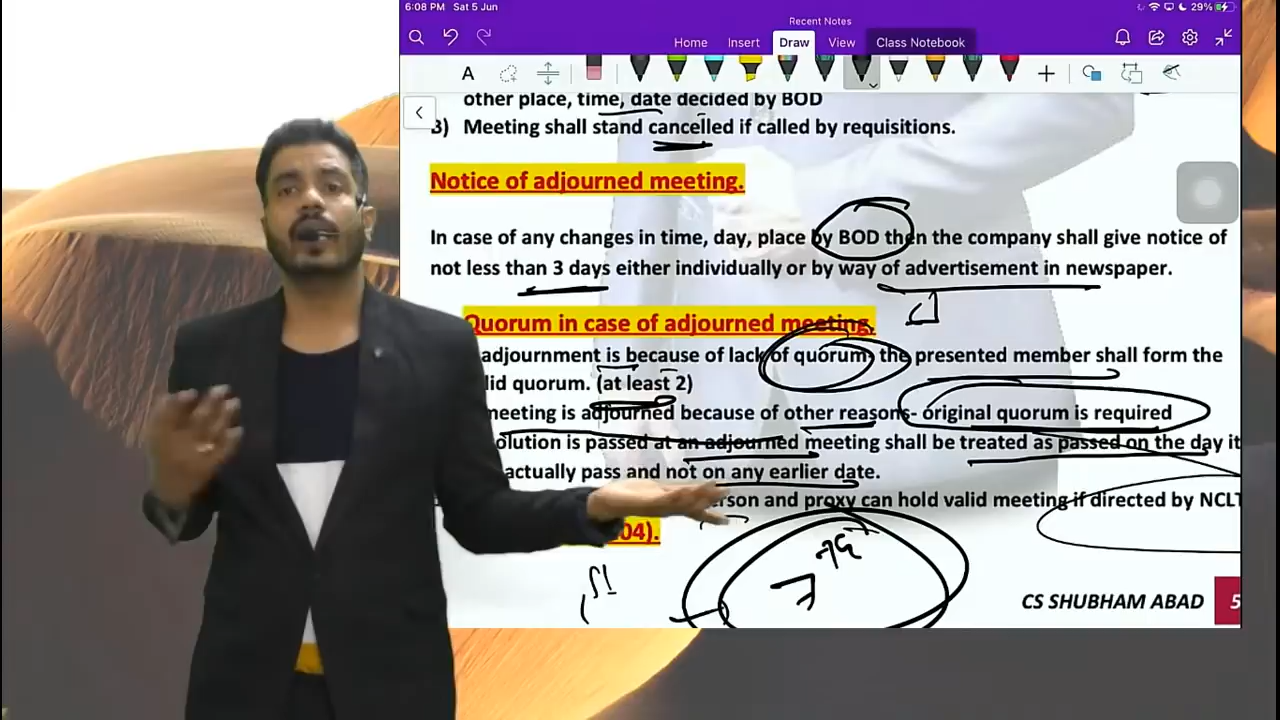 6:08 PM Sat 5 Jun
29%
Recent Notes
Home Insert Draw View Class Notebook
A
other place, time, date decided by BOD
3) Meeting shall stand cancelled if called by requisitions.
Notice of adjourned meeting.
In case of any changes in time, day, place by BOD then the company shall give notice of
not less than 3 days either individually or by way of advertisement in newspaper.
Quorum in case of adjourned meeting.
adjournment is because of lack of quorum, the presented member shall form the
quorum. (at least 2)
meeting is adjourned because of other reasons- original quorum is required
is passed at an adjourned meeting shall be treated as passed on the day it
actually pass and not on any earlier date.
and proxy can hold valid meeting if directed by NCLT
04).
CS SHUBHAM ABAD 5